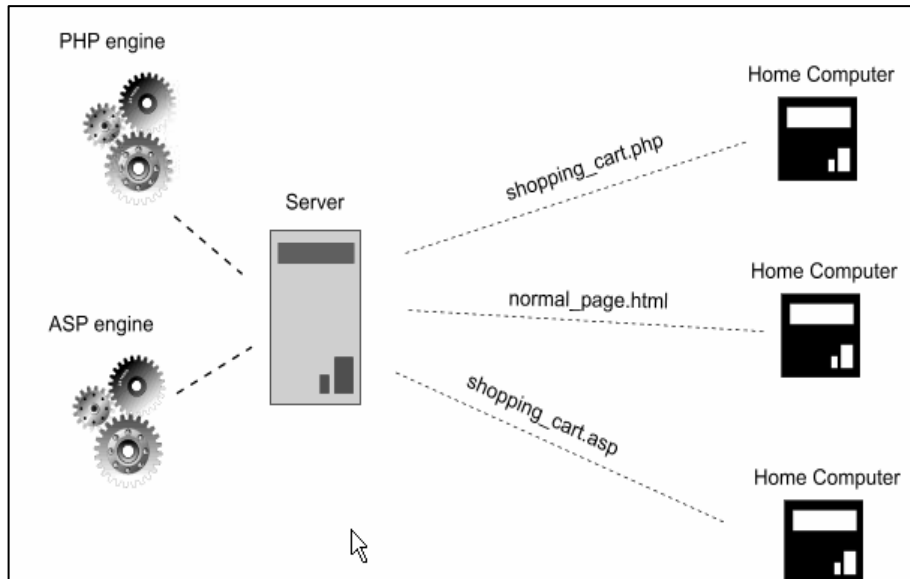 PHP engine
Home Computer
shopping_cart.php
Server
Home Computer
normal_page.html
ASP engine
shopping_cart.asp
Home Computer